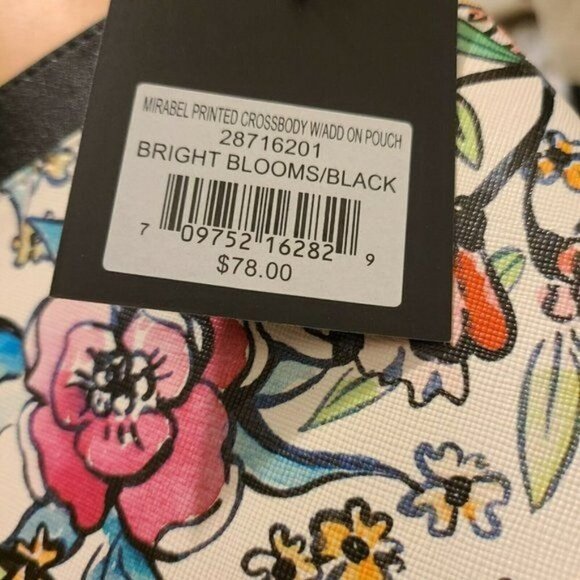 MIRABEL PRINTED CROSSBODY W/ADD ON POUCH
28716201
BRIGHT BLOOMS/BLACK
7 09752 16282 9
$78.00